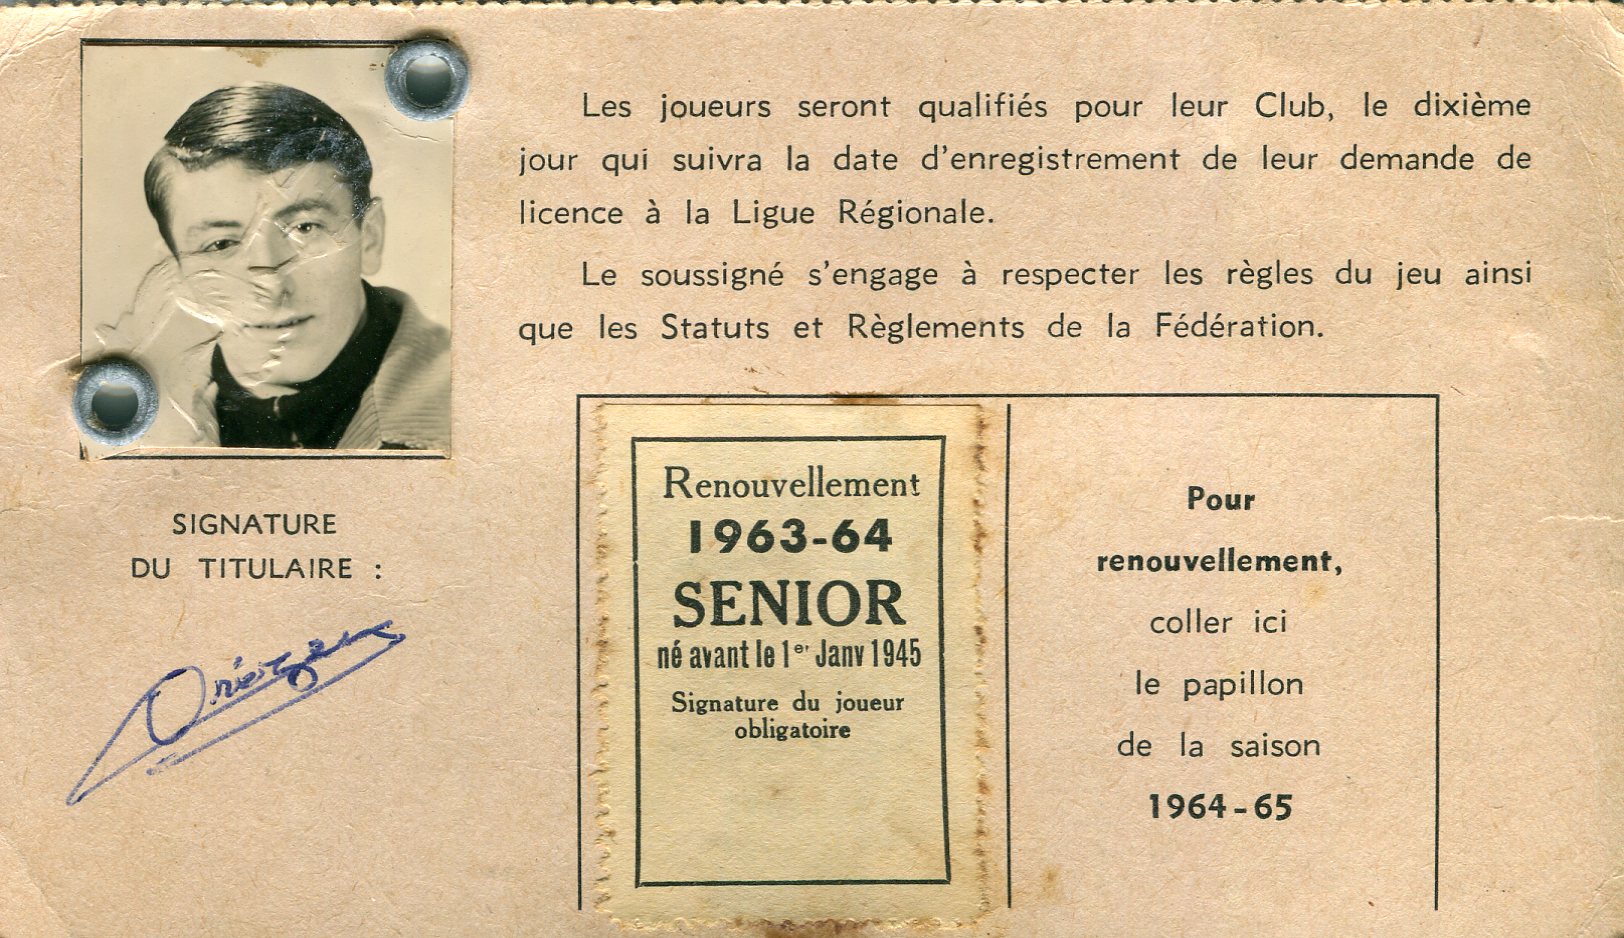 Les joueurs seront qualifiés pour leur Club, le dixième
jour qui suivra la date d'enregistrement de leur demande de
licence à la Ligue Régionale.
Le soussigné s'engage à respecter les règles du jeu ainsi
que les Statuts et Règlements de la Fédération.
SIGNATURE
DU TITULAIRE :
Renouvellement
1963-64
SENIOR
né avant le 1er Janv 1945
Signature du joueur
obligatoire
Pour
renouvellement,
coller ici
le papillon
de la saison
1964-65